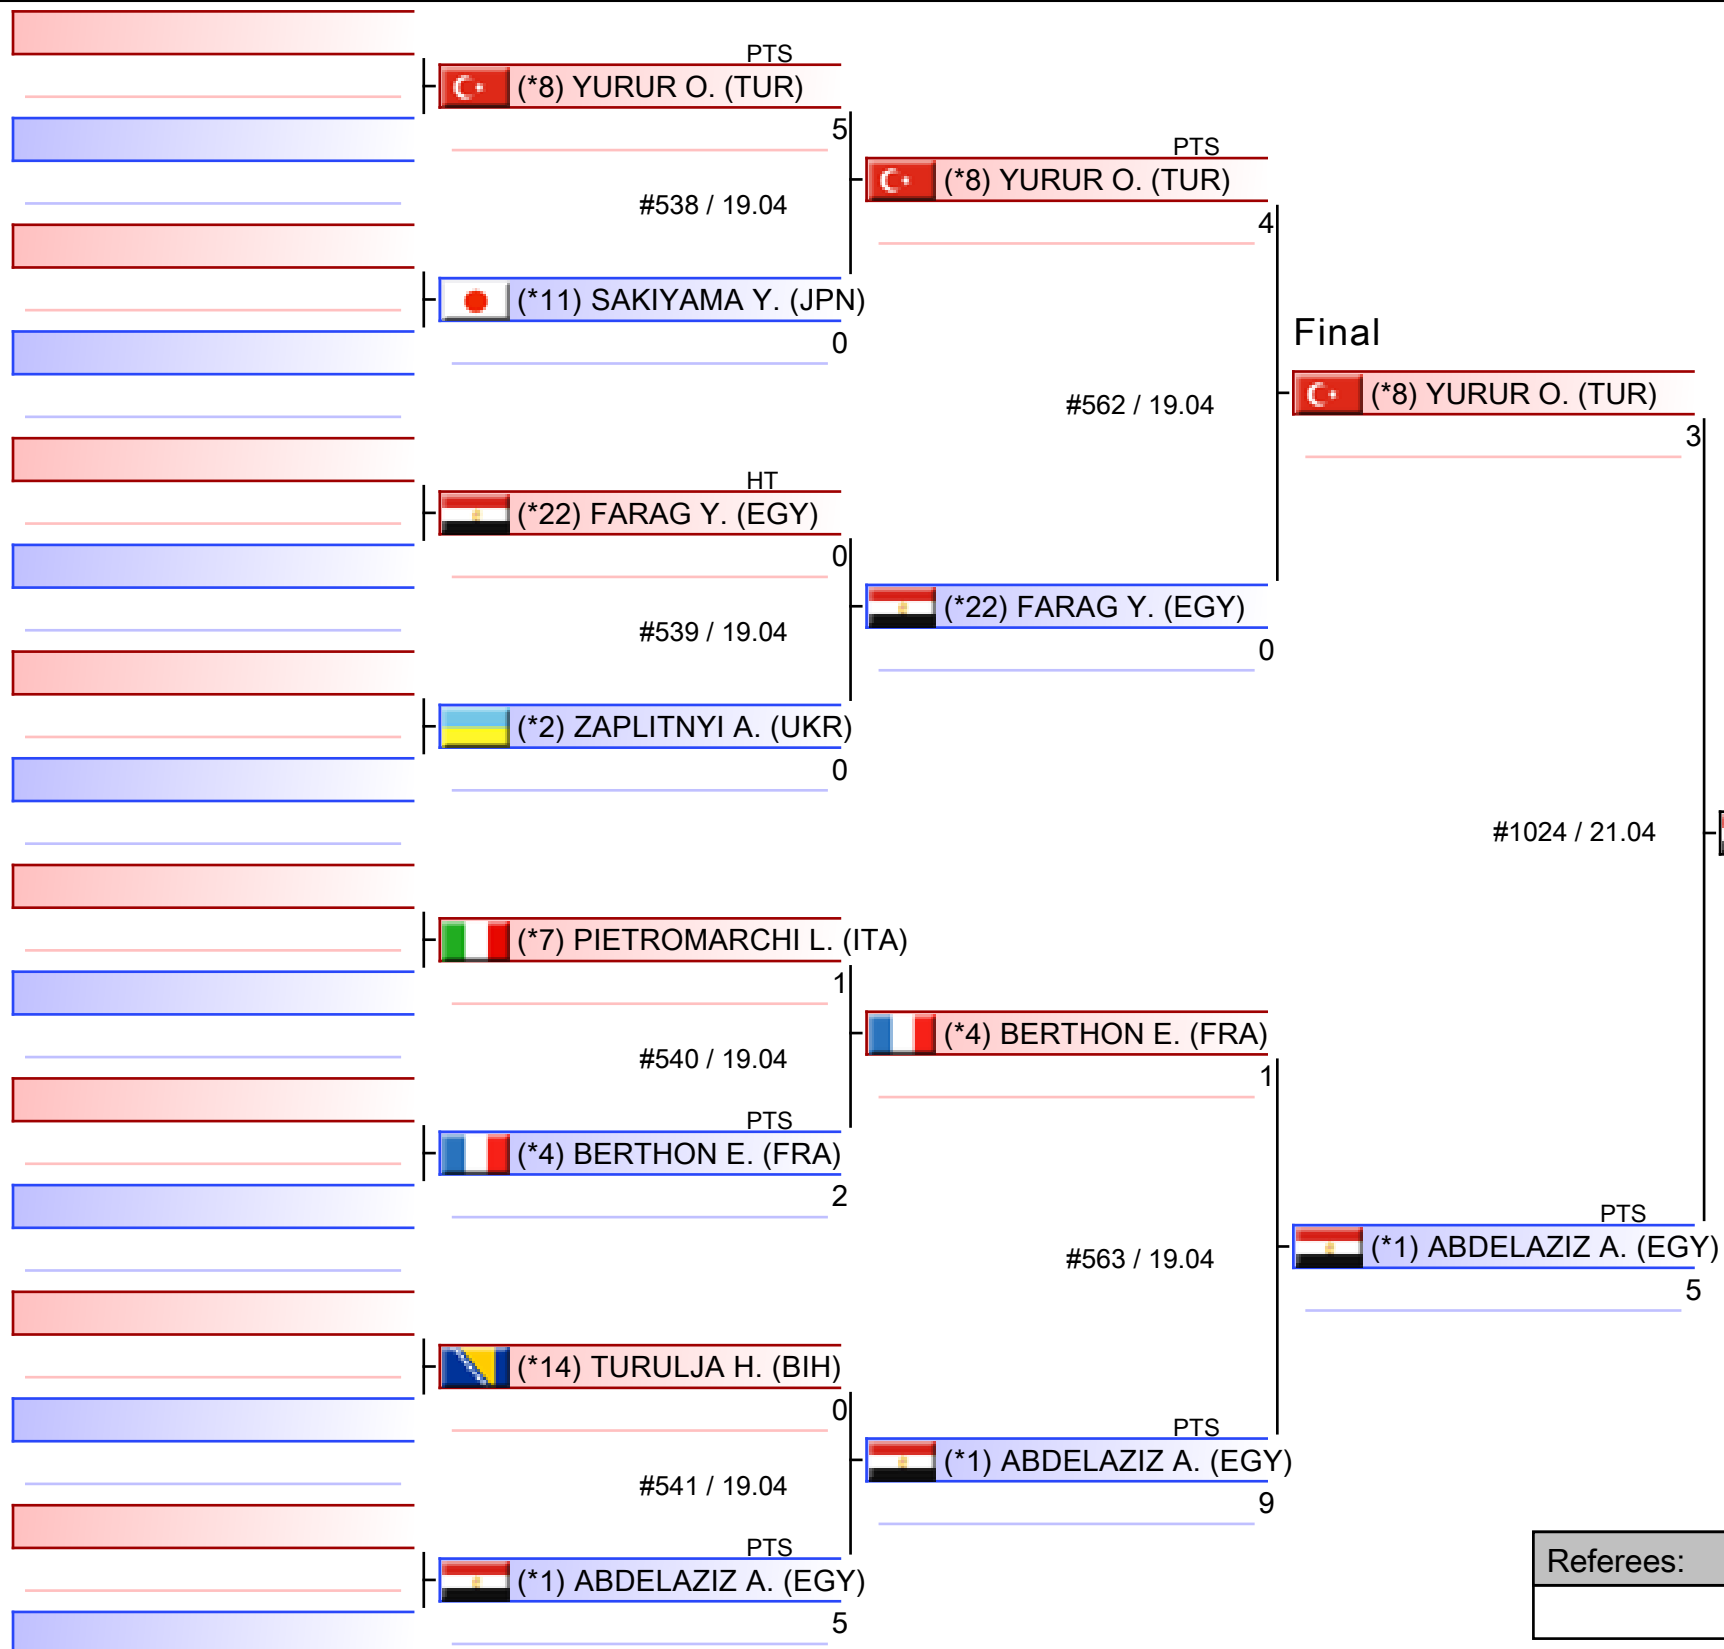 PTS
(*8) YURUR O. (TUR)
5
#538 / 19.04
(*11) SAKIYAMA Y. (JPN)
0
HT
(*22) FARAG Y. (EGY)
0
#539 / 19.04
(*2) ZAPLITNYI A. (UKR)
0
(*7) PIETROMARCHI L. (ITA)
1
#540 / 19.04
PTS
(*4) BERTHON E. (FRA)
2
(*14) TURULJA H. (BIH)
0
#541 / 19.04
PTS
(*1) ABDELAZIZ A. (EGY)
5
PTS
(*8) YURUR O. (TUR)
4
#562 / 19.04
(*22) FARAG Y. (EGY)
0
(*4) BERTHON E. (FRA)
1
#563 / 19.04
PTS
(*1) ABDELAZIZ A. (EGY)
9
Final
(*8) YURUR O. (TUR)
3
#1024 / 21.04
PTS
(*1) ABDELAZIZ A. (EGY)
5
Referees: